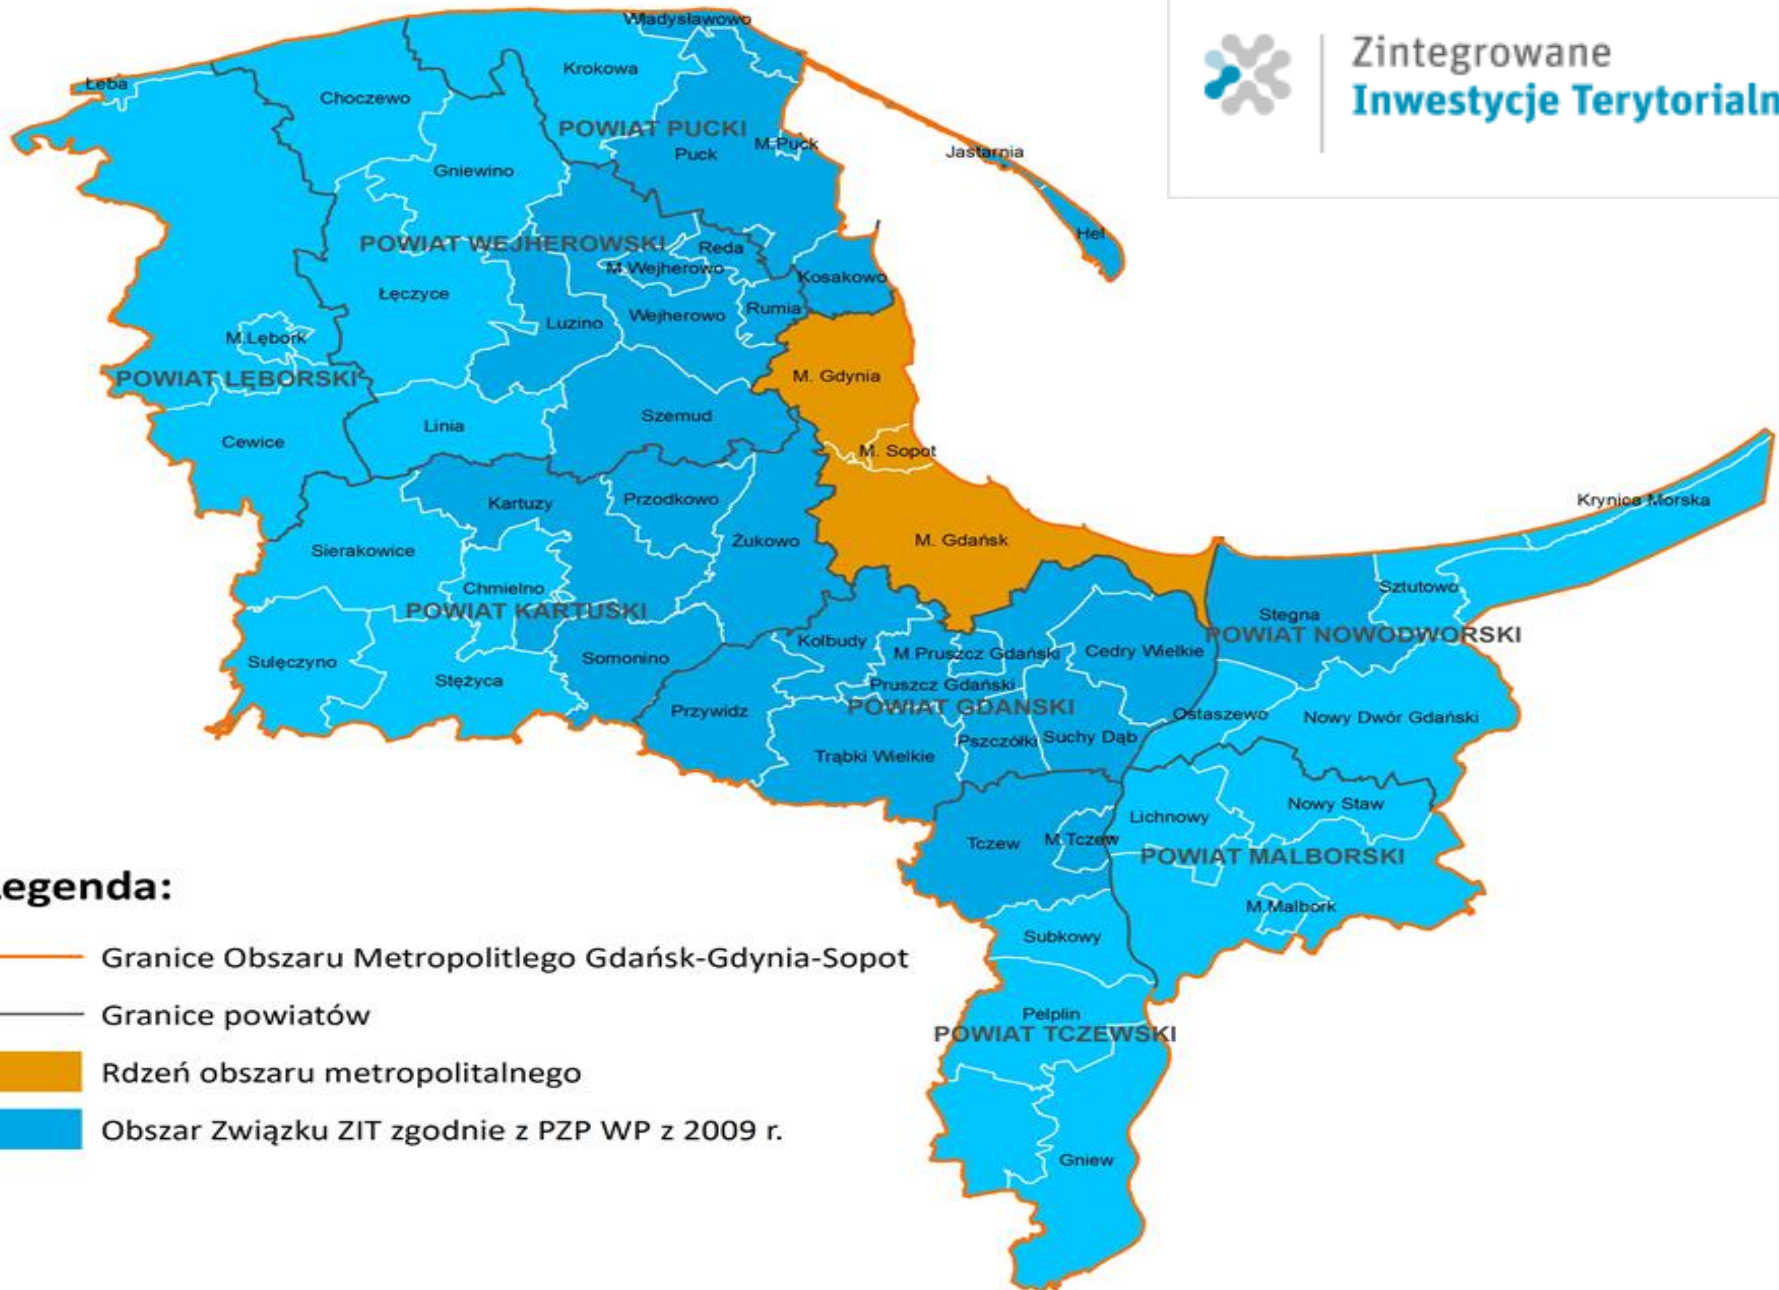 Zintegrowane
Inwestycje Terytorialn
Władysławowo
Krokowa
Łeba
Choczewo
POWIAT PUCKI
Puck
M.Puck
Jastarnia
Gniewino
Hel
POWIAT WEJHEROWSKI
Reda
M.Wejherowo
Kosakowo
Łęczyce
Rumia
Wejherowo
Luzino
M.Lębork
POWIAT LĘBORSKI
M. Gdynia
Szemud
Linia
Cewice
M. Sopot
Kartuzy
Przodkowo
Krynica Morska
Żukowo
M. Gdańsk
Sierakowice
Chmielno
Sztutowo
POWIAT KARTUSKI
Stegna
POWIAT NOWODWORSKI
Kolbudy
M.Pruszcz Gdański
Cedry Wielkie
Somonino
Sulęczyno
Stężyca
Pruszcz Gdański
POWIAT GDAŃSKI
Przywidz
Ostaszewo
Nowy Dwór Gdański
Pszczółki
Suchy Dąb
Trąbki Wielkie
Nowy Staw
Lichnowy
Tczew
M.Tczew
POWIAT MALBORSKI
M.Malbork
Subkowy
Pelplin
POWIAT TCZEWSKI
Gniew
egenda:
Granice Obszaru Metropolitlego Gdańsk-Gdynia-Sopot
Granice powiatów
Rdzeń obszaru metropolitalnego
Obszar Związku ZIT zgodnie z PZP WP z 2009 r.